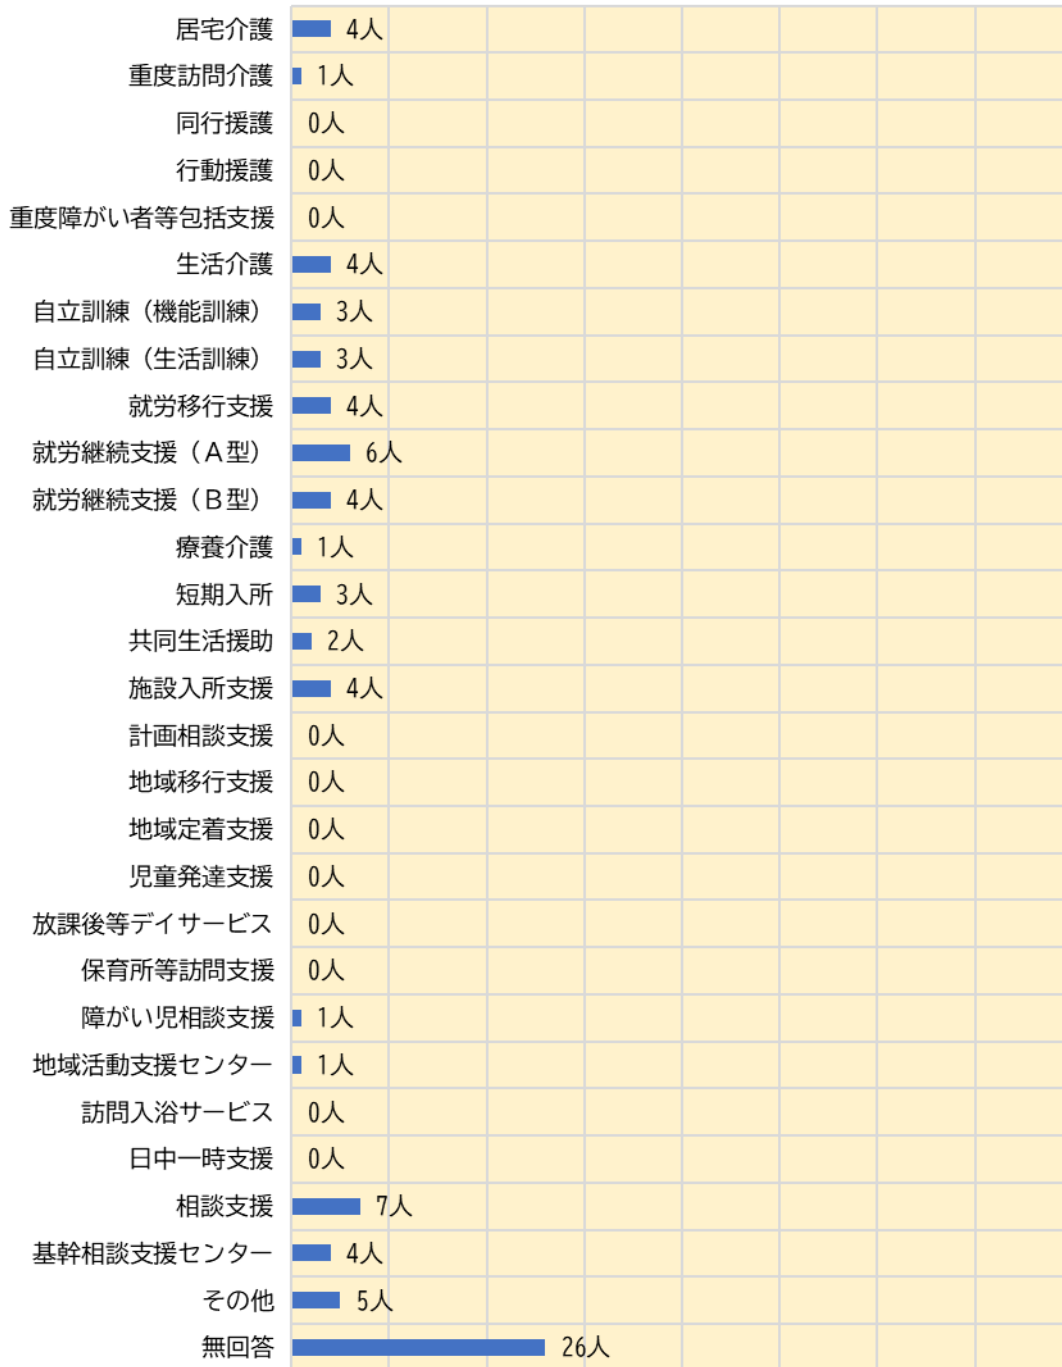 居宅介護 4人
重度訪問介護 1人
同行援護 0人
行動援護 0人
重度障がい者等包括支援 0人
生活介護 4人
自立訓練（機能訓練） 3人
自立訓練（生活訓練） 3人
就労移行支援 4人
就労継続支援（Ａ型） 6人
就労継続支援（Ｂ型） 4人
療養介護 1人
短期入所 3人
共同生活援助 2人
施設入所支援 4人
計画相談支援 0人
地域移行支援 0人
地域定着支援 0人
児童発達支援 0人
放課後等デイサービス 0人
保育所等訪問支援 0人
障がい児相談支援 1人
地域活動支援センター 1人
訪問入浴サービス 0人
日中一時支援 0人
相談支援 7人
基幹相談支援センター 4人
その他 5人
無回答 26人